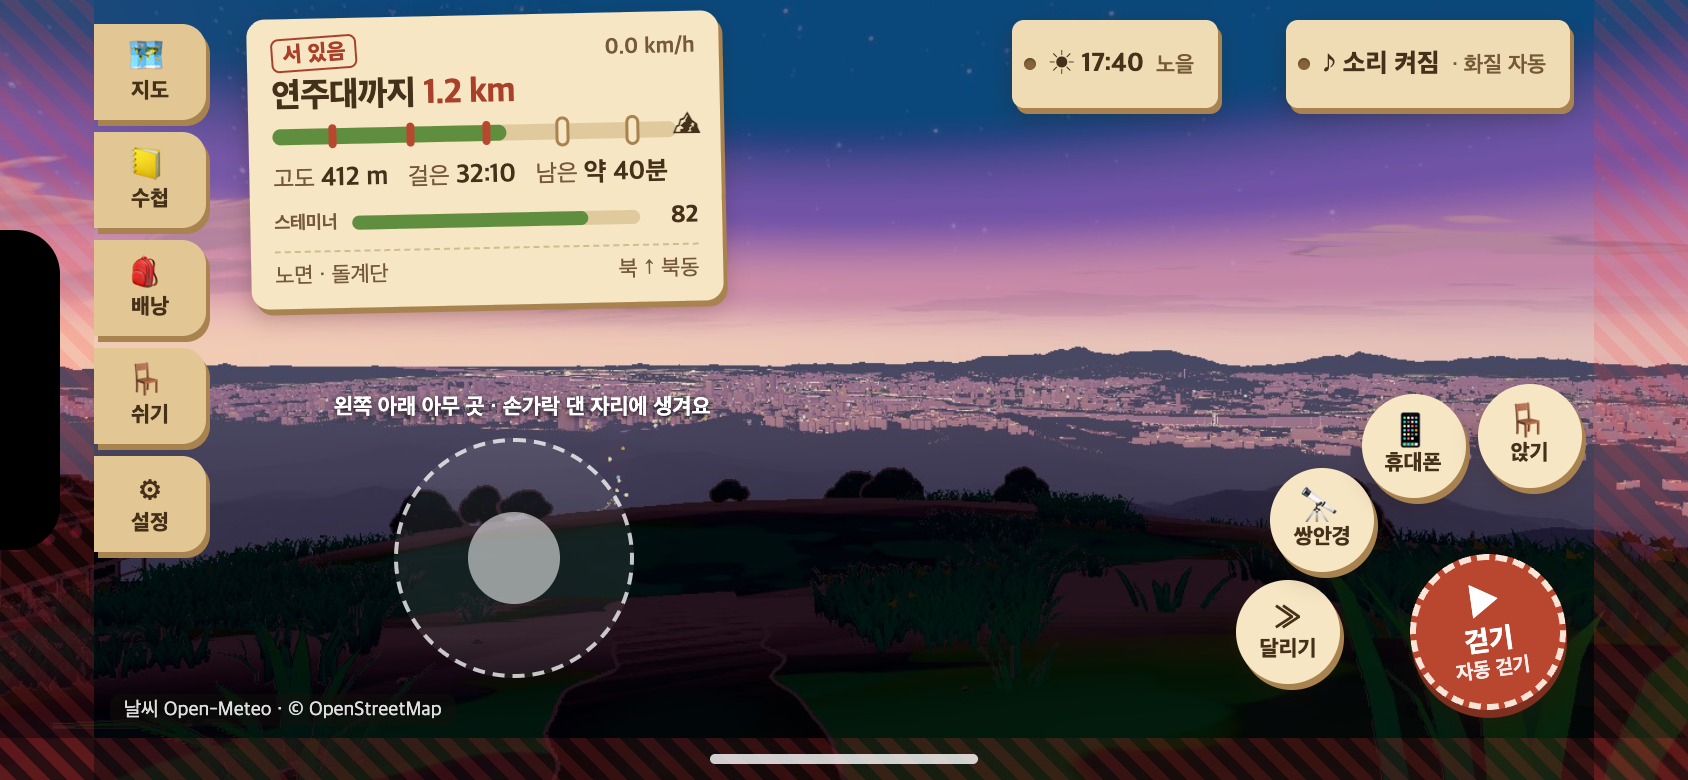 지도
수첩
배낭
쉬기
설정
서 있음
0.0 km/h
연주대까지 1.2 km
고도 412 m 걸은 32:10 남은 약 40분
스테미너 82
노면 · 돌계단
북 ↑ 북동
17:40 노을
♪ 소리 켜짐 · 화질 자동
왼쪽 아래 아무 곳 · 손가락 댄 자리에 생겨요
휴대폰
앉기
쌍안경
달리기
걷기
자동 걷기
날씨 Open-Meteo · © OpenStreetMap